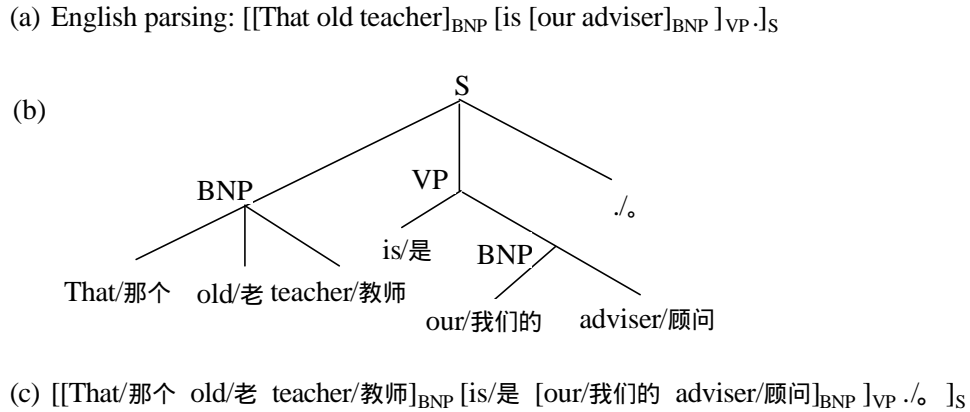 (a) English parsing: [[That old teacher]BNP [is [our adviser]BNP ]VP.]S
S
(b)
VP
BNP
./。
is/是
BNP
That/那个 old/老 teacher/教师
our/我们的 adviser/顾问
(c) [[That/那个 old/老 teacher/教师]BNP [is/是 [our/我们的 adviser/顾问]BNP ]VP ./。 ]S